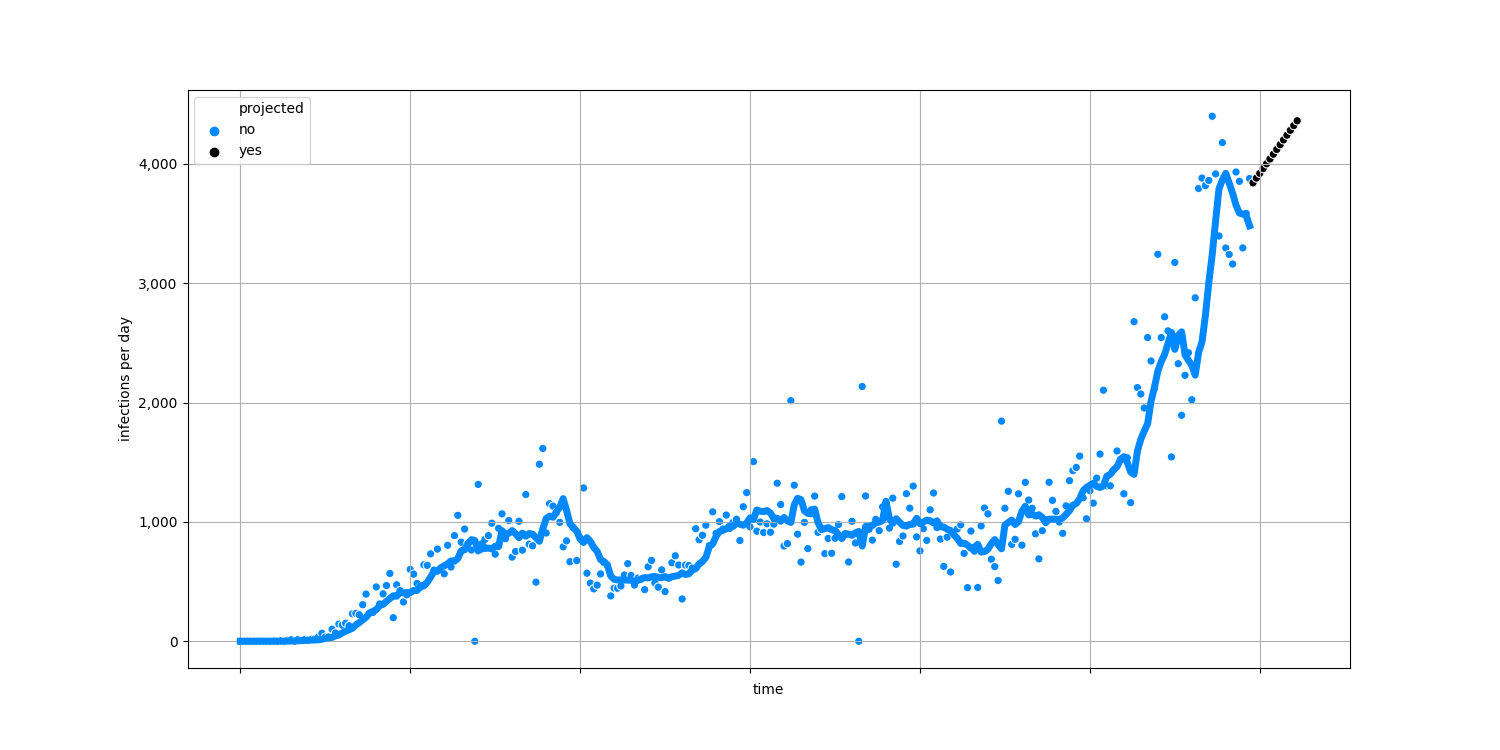 projected
no
yes
4,000
3,000
2,000
1,000
0
infections per day
time